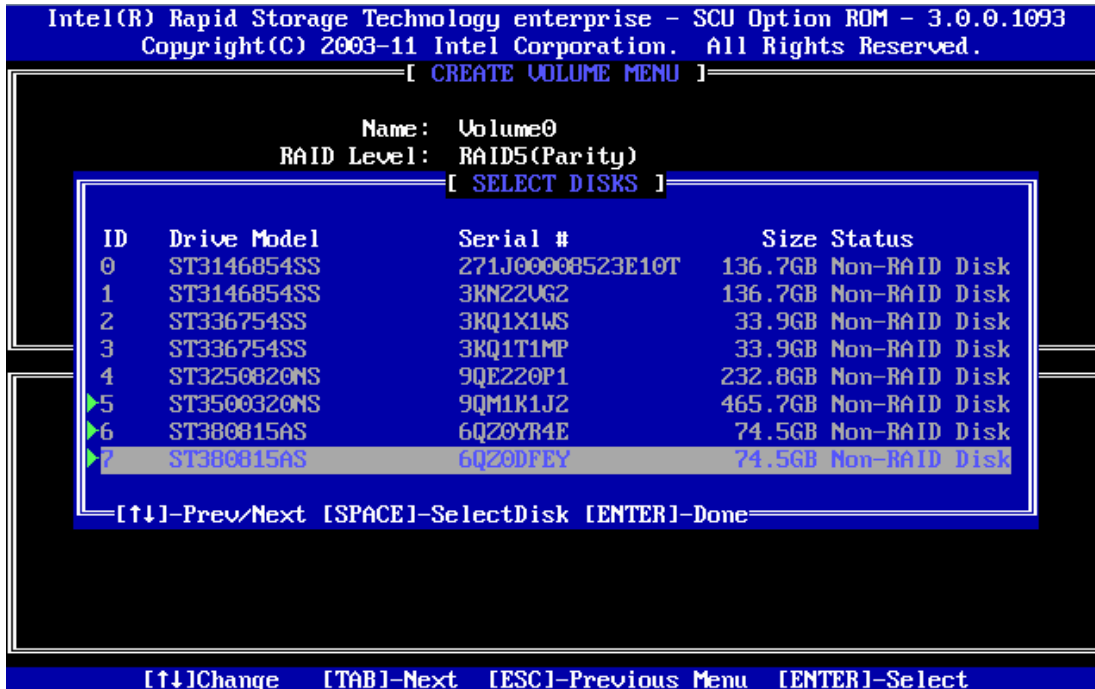 Intel(R) Rapid Storage Technology enterprise - SCU Option ROM - 3.0.0.1093
Copyright(C) 2003-11 Intel Corporation.  All Rights Reserved.
[ CREATE VOLUME MENU ]
Name: Volume0
RAID Level: RAID5(Parity)
[ SELECT DISKS ]
ID Drive Model Serial # Size Status
0 ST3146854SS 271J00008523E10T 136.7GB Non-RAID Disk
1 ST3146854SS 3KN22VG2 136.7GB Non-RAID Disk
2 ST336754SS 3KQ1X1WS 33.9GB Non-RAID Disk
3 ST336754SS 3KQ1T1MP 33.9GB Non-RAID Disk
4 ST3250820NS 9QE220P1 232.8GB Non-RAID Disk
5 ST3500320NS 9QM1K1J2 465.7GB Non-RAID Disk
6 ST380815AS 6QZ0YR4E 74.5GB Non-RAID Disk
7 ST380815AS 6QZ0DFEY 74.5GB Non-RAID Disk
[↑↓]-Prev/Next [SPACE]-SelectDisk [ENTER]-Done
[↑↓]Change [TAB]-Next [ESC]-Previous Menu [ENTER]-Select